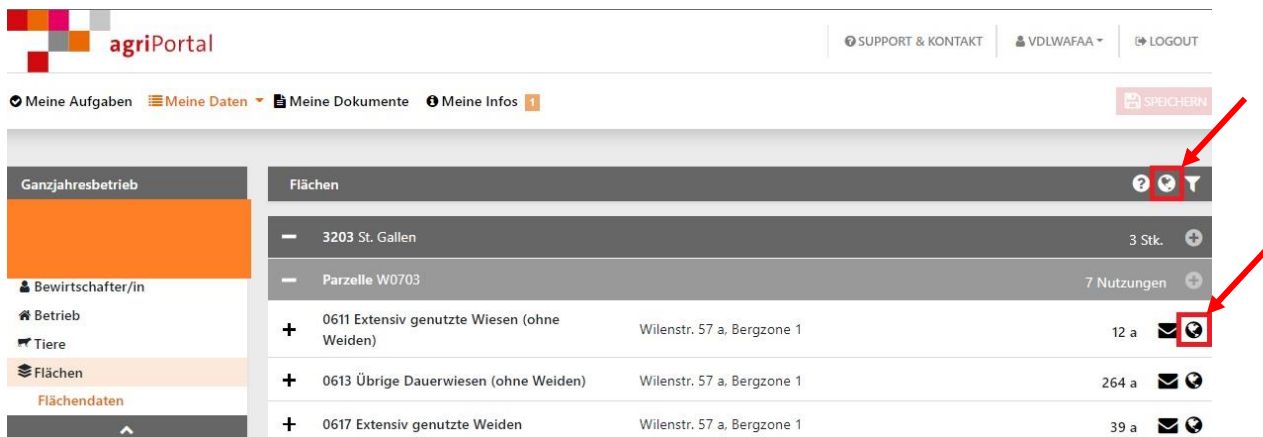 agriPortal
SUPPORT & KONTAKT VDLWAFAA LOGOUT
Meine Aufgaben Meine Daten Meine Dokumente Meine Infos 1 SPEICHERN
Ganzjahresbetrieb
Bewirtschafter/in
Betrieb
Tiere
Flächen
Flächendaten
Flächen
3203 St. Gallen 3 Stk.
Parzelle W0703 7 Nutzungen
0611 Extensiv genutzte Wiesen (ohne
Weiden) Wilenstr. 57 a, Bergzone 1 12 a
0613 Übrige Dauerwiesen (ohne Weiden) Wilenstr. 57 a, Bergzone 1 264 a
0617 Extensiv genutzte Weiden Wilenstr. 57 a, Bergzone 1 39 a